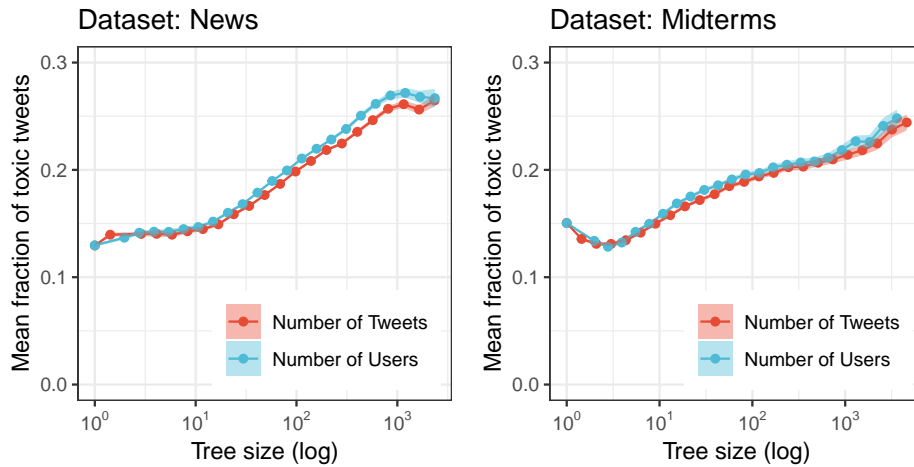 Dataset: News
Mean fraction of toxic tweets
0.3
0.2
0.1
0.0
Number of Tweets
Number of Users
10^0 10^1 10^2 10^3
Tree size (log)
Dataset: Midterms
Mean fraction of toxic tweets
0.3
0.2
0.1
0.0
Number of Tweets
Number of Users
10^0 10^1 10^2 10^3
Tree size (log)